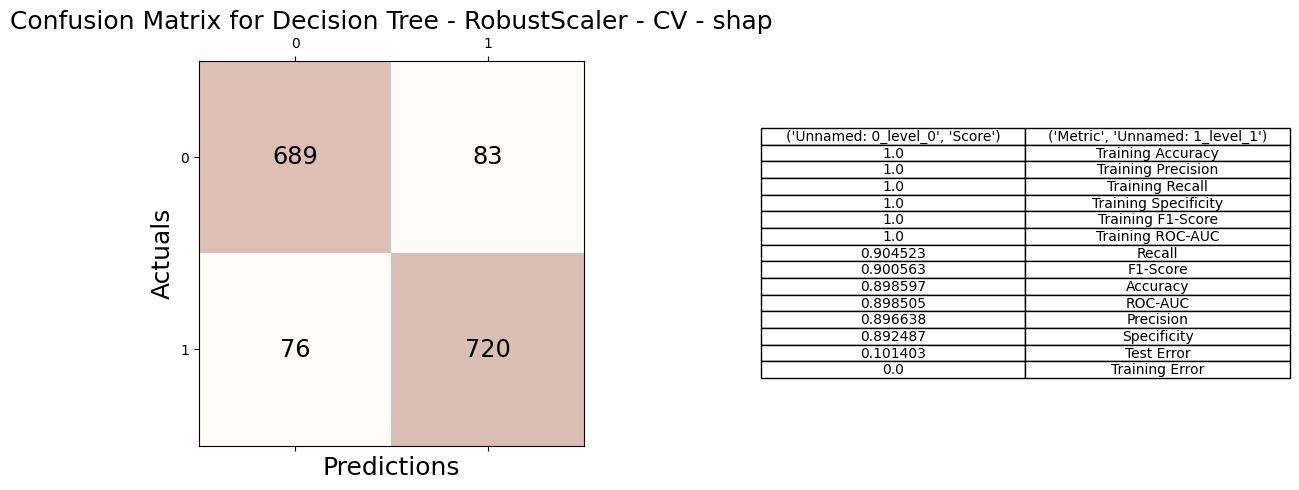 Confusion Matrix for Decision Tree - RobustScaler - CV - shap
0 1
0 689 83
1 76 720
Actuals
Predictions
('Unnamed: 0_level_0', 'Score') ('Metric', 'Unnamed: 1_level_1')
1.0 Training Accuracy
1.0 Training Precision
1.0 Training Recall
1.0 Training Specificity
1.0 Training F1-Score
1.0 Training ROC-AUC
0.904523 Recall
0.900563 F1-Score
0.898597 Accuracy
0.898505 ROC-AUC
0.896638 Precision
0.892487 Specificity
0.101403 Test Error
0.0 Training Error